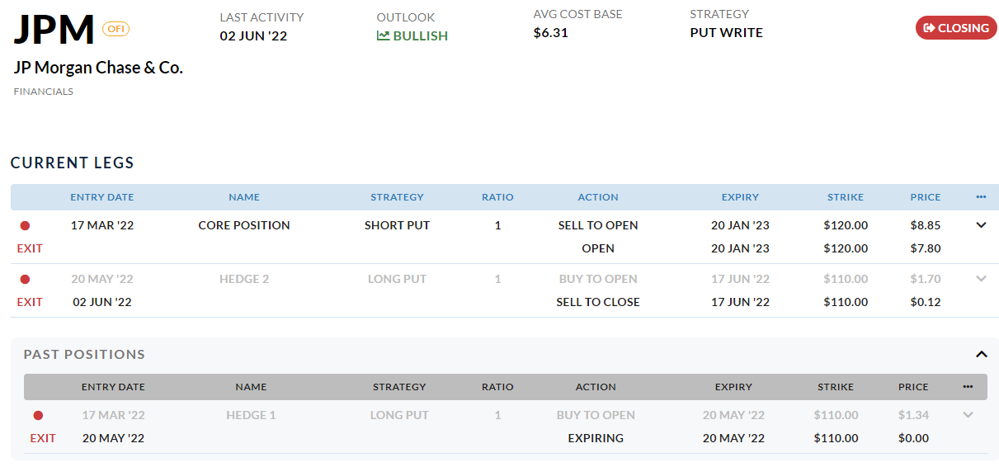 JPM OFI
LAST ACTIVITY
02 JUN '22
OUTLOOK
BULLISH
AVG COST BASE
$6.31
STRATEGY
PUT WRITE
CLOSING
JP Morgan Chase & Co.
FINANCIALS
CURRENT LEGS
ENTRY DATE NAME STRATEGY RATIO ACTION EXPIRY STRIKE PRICE
17 MAR '22 CORE POSITION SHORT PUT 1 SELL TO OPEN 20 JAN '23 $120.00 $8.85
EXIT OPEN 20 JAN '23 $120.00 $7.80
20 MAY '22 HEDGE 2 LONG PUT 1 BUY TO OPEN 17 JUN '22 $110.00 $1.70
EXIT 02 JUN '22 SELL TO CLOSE 17 JUN '22 $110.00 $0.12
PAST POSITIONS
ENTRY DATE NAME STRATEGY RATIO ACTION EXPIRY STRIKE PRICE
17 MAR '22 HEDGE 1 LONG PUT 1 BUY TO OPEN 20 MAY '22 $110.00 $1.34
EXIT 20 MAY '22 EXPIRING 20 MAY '22 $110.00 $0.00